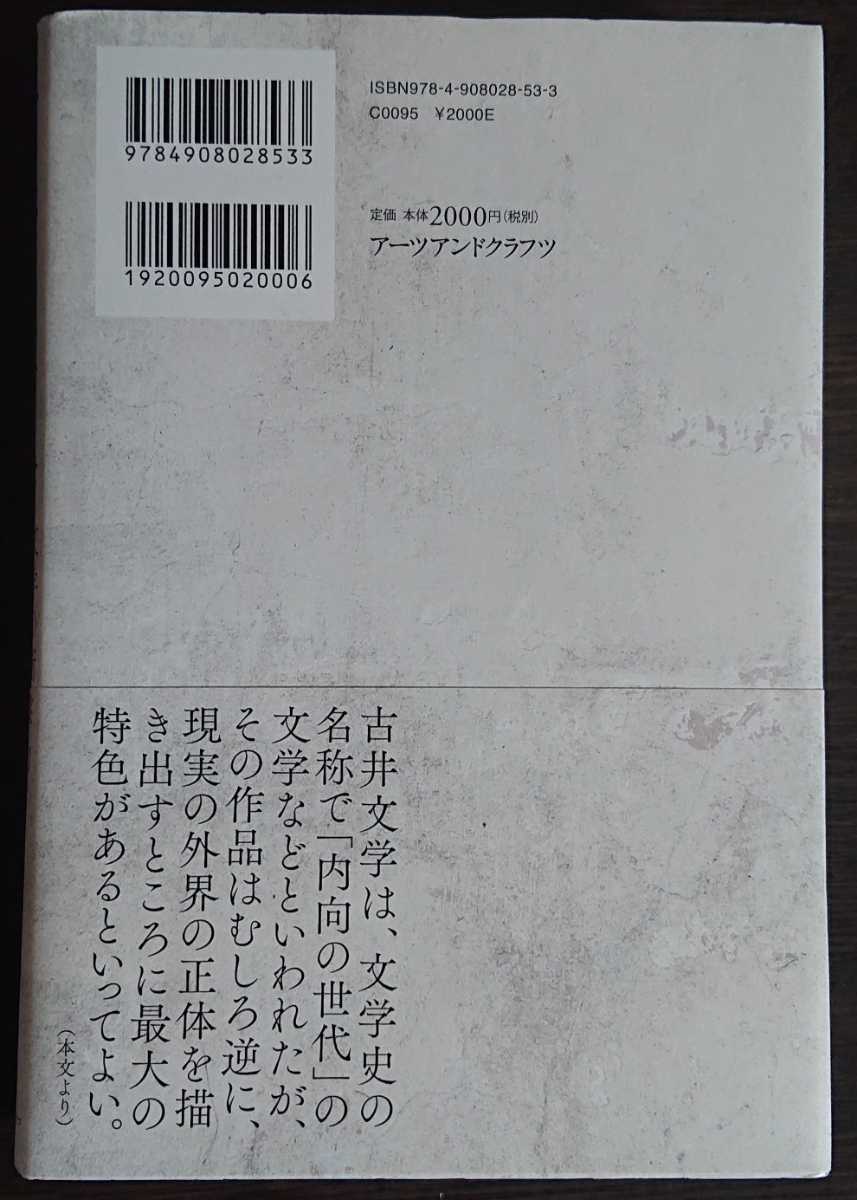 9784908028533
1920095020006
ISBN978-4-908028-53-3
C0095 ¥2000E
定価 本体2000円(税別)
アーツアンドクラフツ
古井文学は、文学史の
名称で「内向の世代」の
文学などといわれたが、
その作品はむしろ逆に、
現実の外界の正体を描
き出すところに最大の
特色があるといってよい。
(本文より)